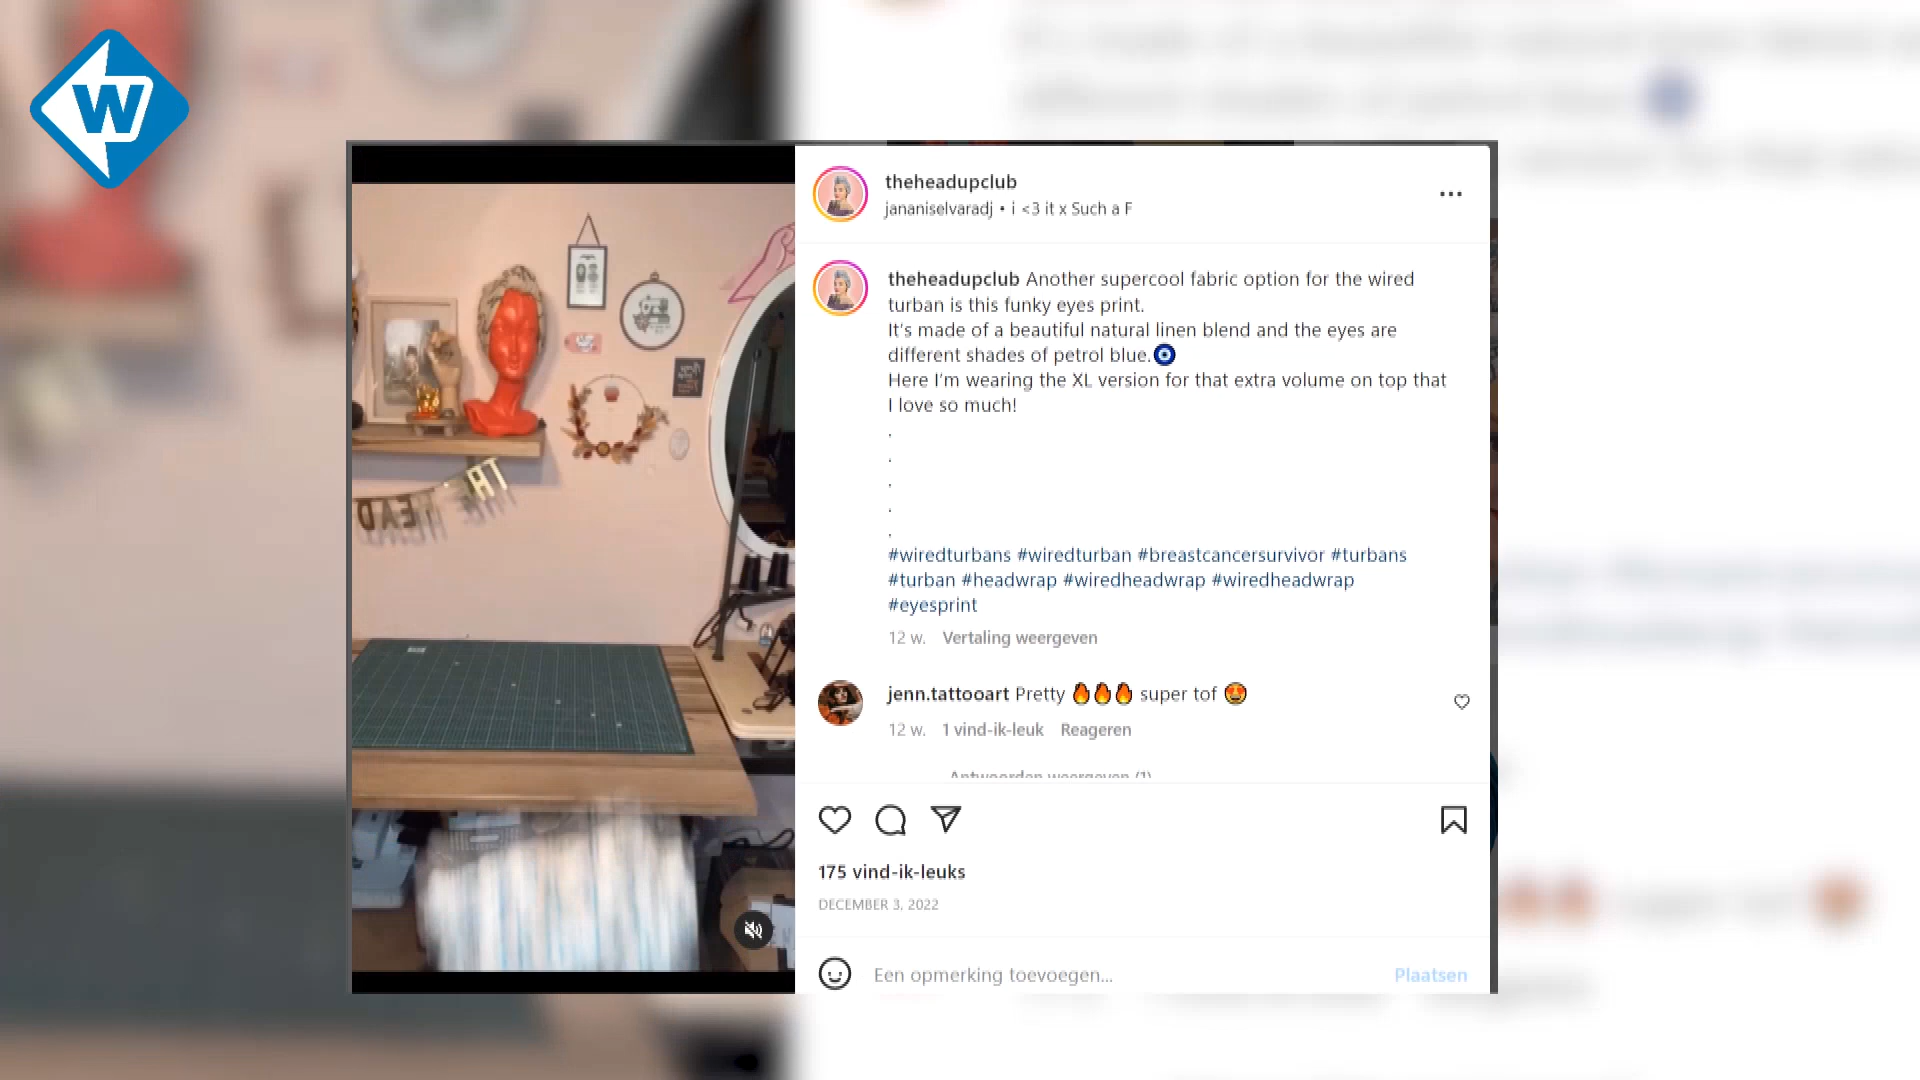 W
theheadupclub
jananiselvaradj • i <3 it x Such a F
theheadupclub Another supercool fabric option for the wired
turban is this funky eyes print.
It's made of a beautiful natural linen blend and the eyes are
different shades of petrol blue.🧿
Here I'm wearing the XL version for that extra volume on top that
I love so much!
.
.
.
.
.
#wiredturbans #wiredturban #breastcancersurvivor #turbans
#turban #headwrap #wiredheadwrap #wiredheadwrap
#eyesprint
12 w. Vertaling weergeven
jenn.tattooart Pretty 🔥🔥🔥 super tof 😍
12 w. 1 vind-ik-leuk Reageren
Antwoorden weergeven (1)
175 vind-ik-leuks
DECEMBER 3, 2022
Een opmerking toevoegen... Plaatsen